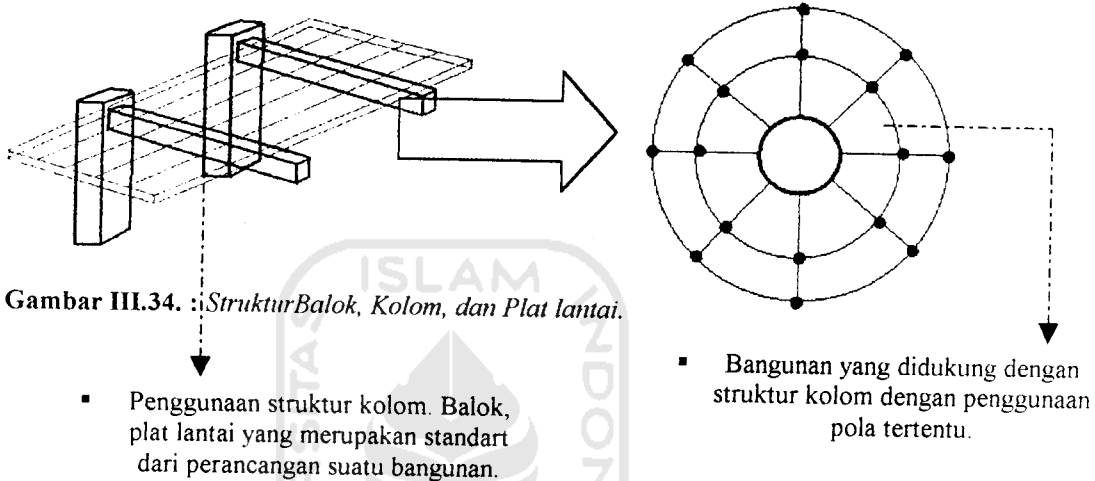 Gambar III.34. : StrukturBalok, Kolom, dan Plat lantai.
▪ Penggunaan struktur kolom. Balok,
plat lantai yang merupakan standart
dari perancangan suatu bangunan.
▪ Bangunan yang didukung dengan
struktur kolom dengan penggunaan
pola tertentu.
ISLAM